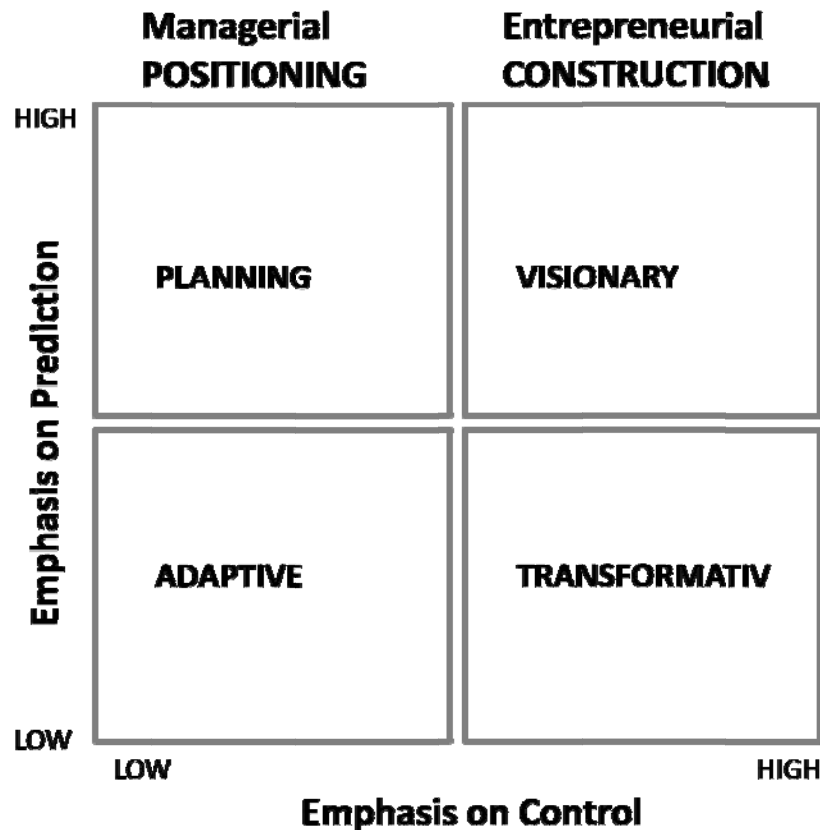 Managerial
POSITIONING
Entrepreneurial
CONSTRUCTION
HIGH
PLANNING
VISIONARY
Emphasis on Prediction
ADAPTIVE
TRANSFORMATIV
LOW
LOW
HIGH
Emphasis on Control